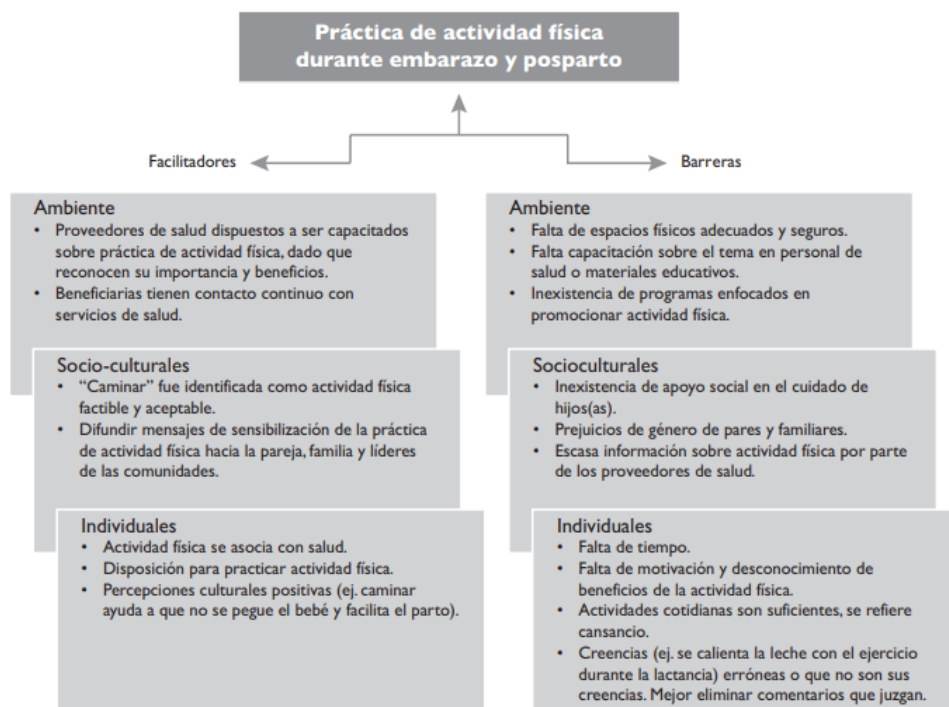 Práctica de actividad física
durante embarazo y posparto
Facilitadores
Barreras
Ambiente
• Proveedores de salud dispuestos a ser capacitados
sobre práctica de actividad física, dado que
reconocen su importancia y beneficios.
• Beneficiarias tienen contacto continuo con
servicios de salud.
Socio-culturales
• “Caminar” fue identificada como actividad física
factible y aceptable.
• Difundir mensajes de sensibilización de la práctica
de actividad física hacia la pareja, familia y líderes
de las comunidades.
Individuales
• Actividad física se asocia con salud.
• Disposición para practicar actividad física.
• Percepciones culturales positivas (ej. caminar
ayuda a que no se pegue el bebé y facilita el parto).
Ambiente
• Falta de espacios físicos adecuados y seguros.
• Falta capacitación sobre el tema en personal de
salud o materiales educativos.
• Inexistencia de programas enfocados en
promocionar actividad física.
Socioculturales
• Inexistencia de apoyo social en el cuidado de
hijos(as).
• Prejuicios de género de pares y familiares.
• Escasa información sobre actividad física por parte
de los proveedores de salud.
Individuales
• Falta de tiempo.
• Falta de motivación y desconocimiento de
beneficios de la actividad física.
• Actividades cotidianas son suficientes, se refiere
cansancio.
• Creencias (ej. se calienta la leche con el ejercicio
durante la lactancia) erróneas o que no son sus
creencias. Mejor eliminar comentarios que juzgan.